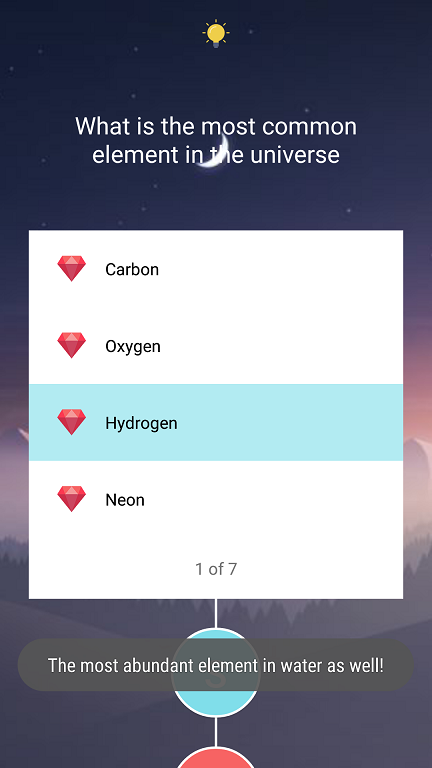 What is the most common
element in the universe
Carbon
Oxygen
Hydrogen
Neon
1 of 7
The most abundant element in water as well!